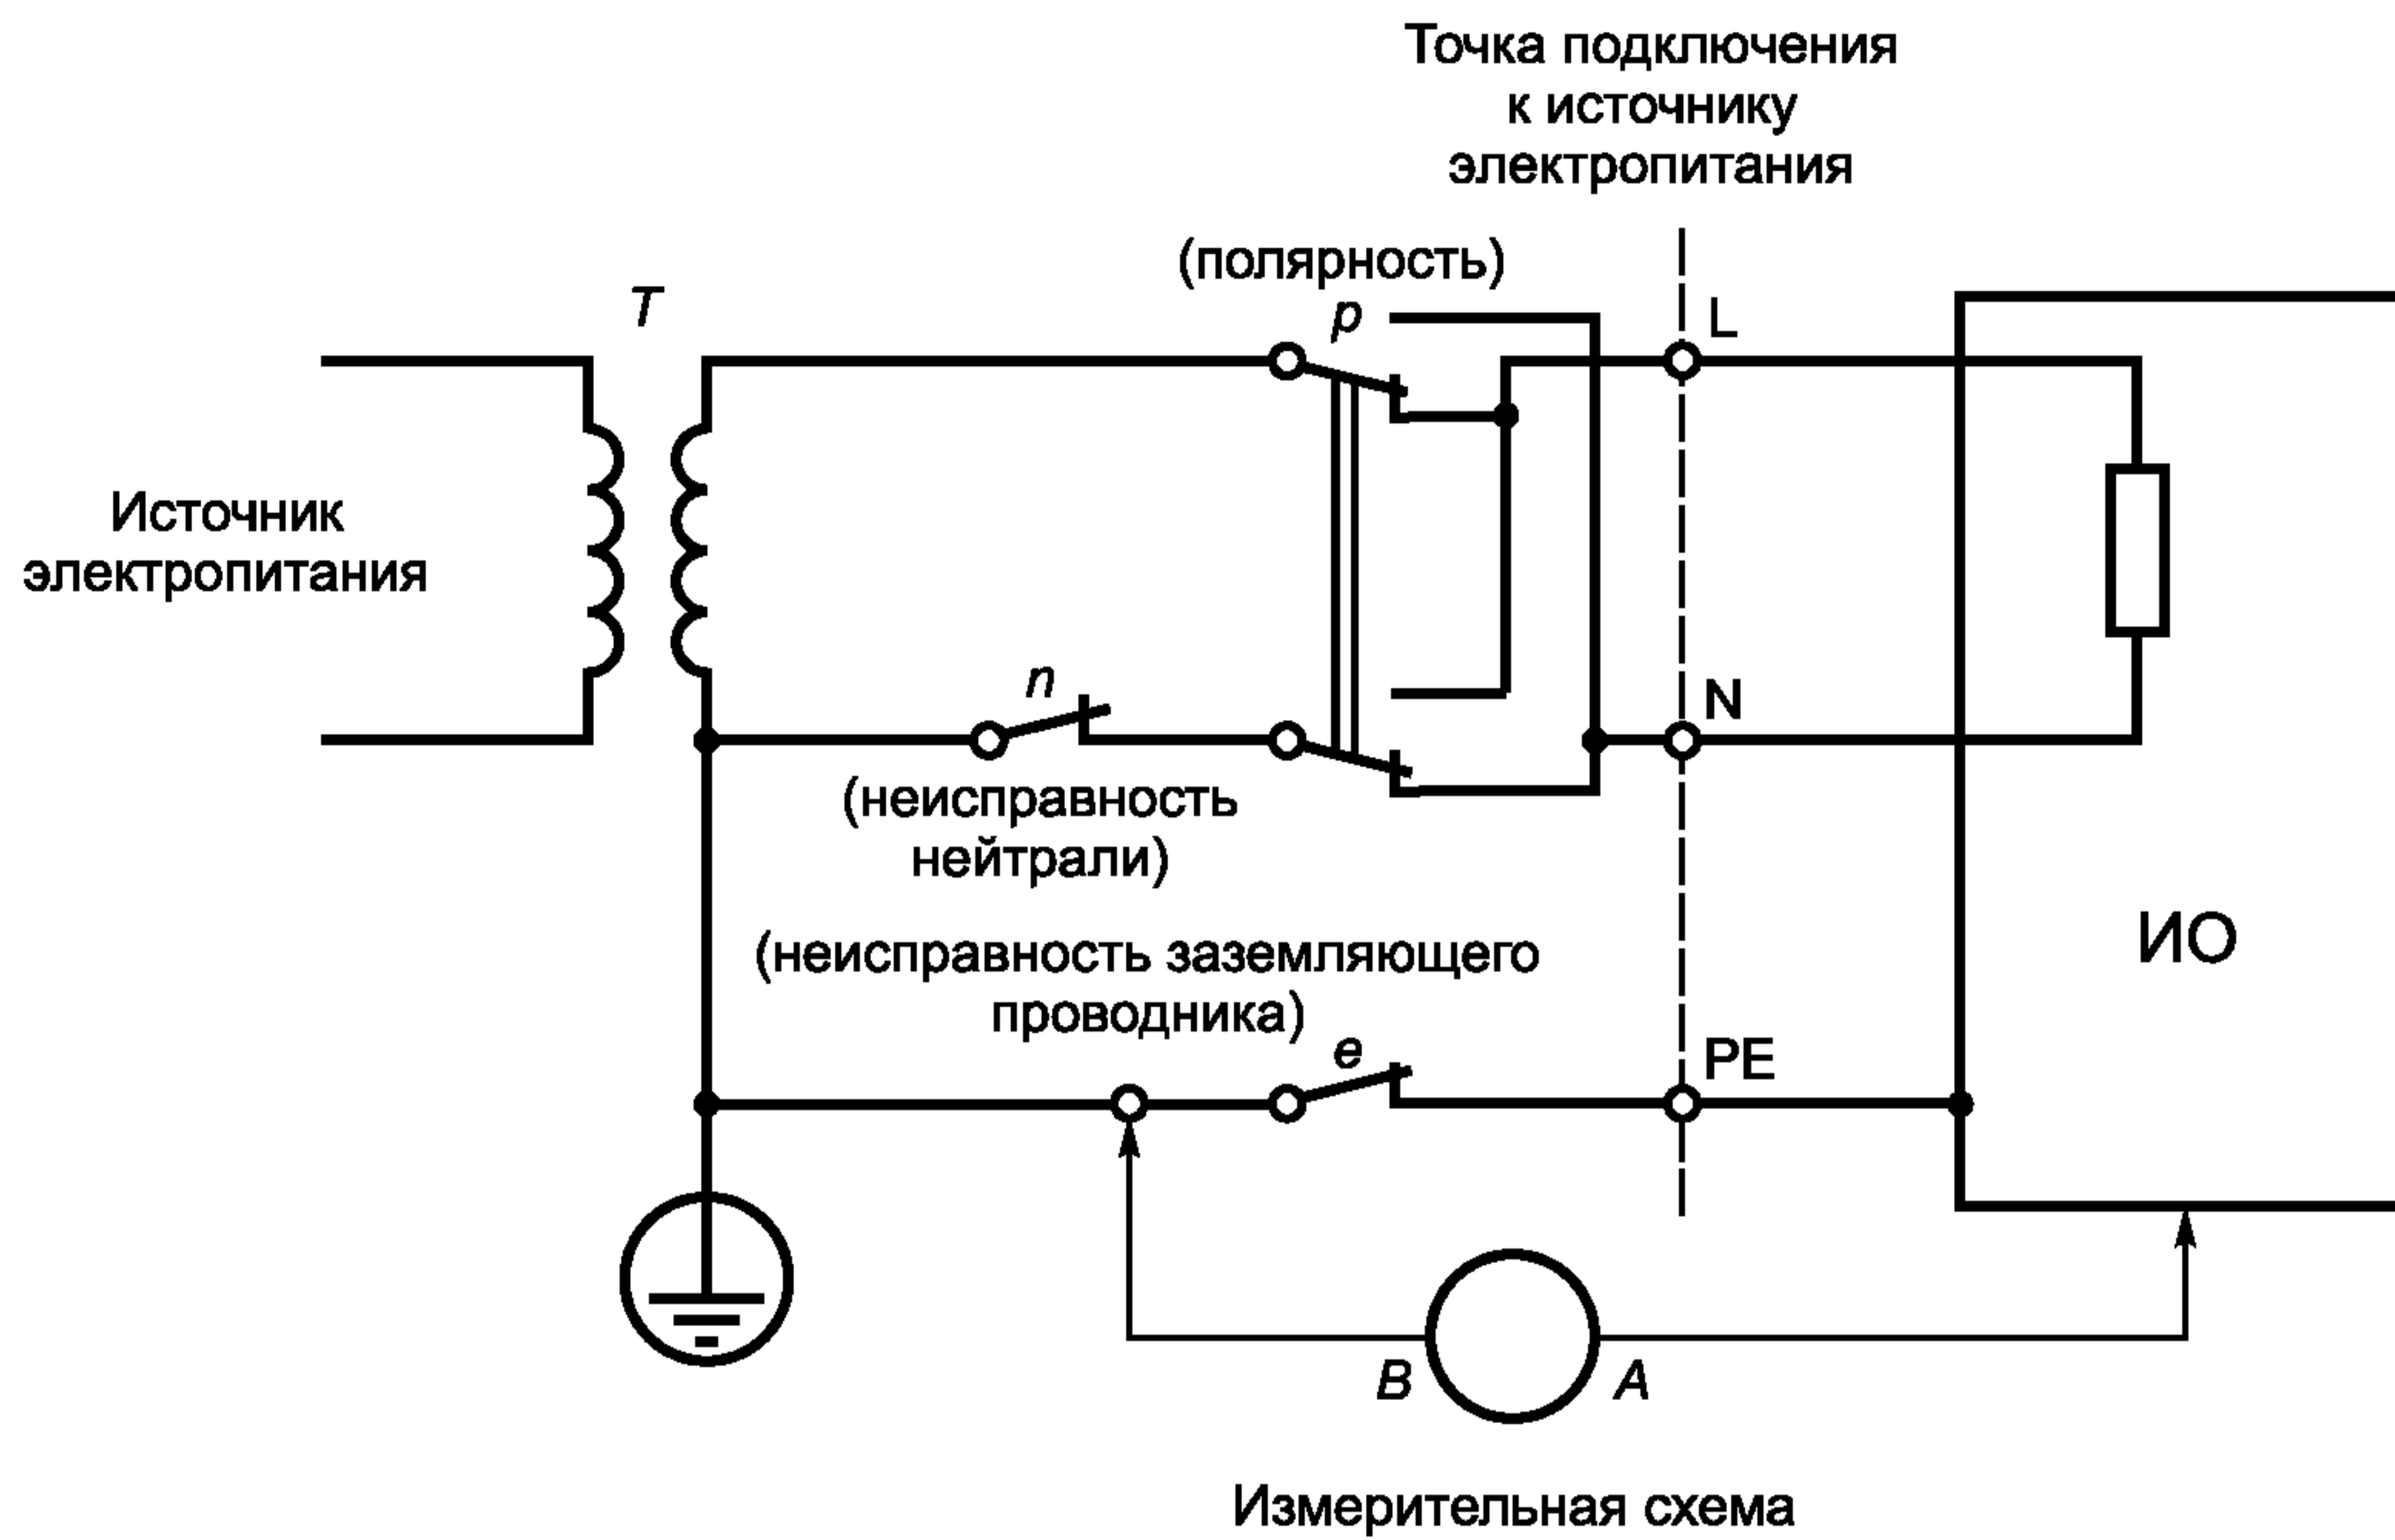 Точка подключения
к источнику
электропитания
(полярность)
T
p
L
Источник
электропитания
n
N
(неисправность
нейтрали)
ИО
(неисправность заземляющего
проводника)
e
PE
B
A
Измерительная схема